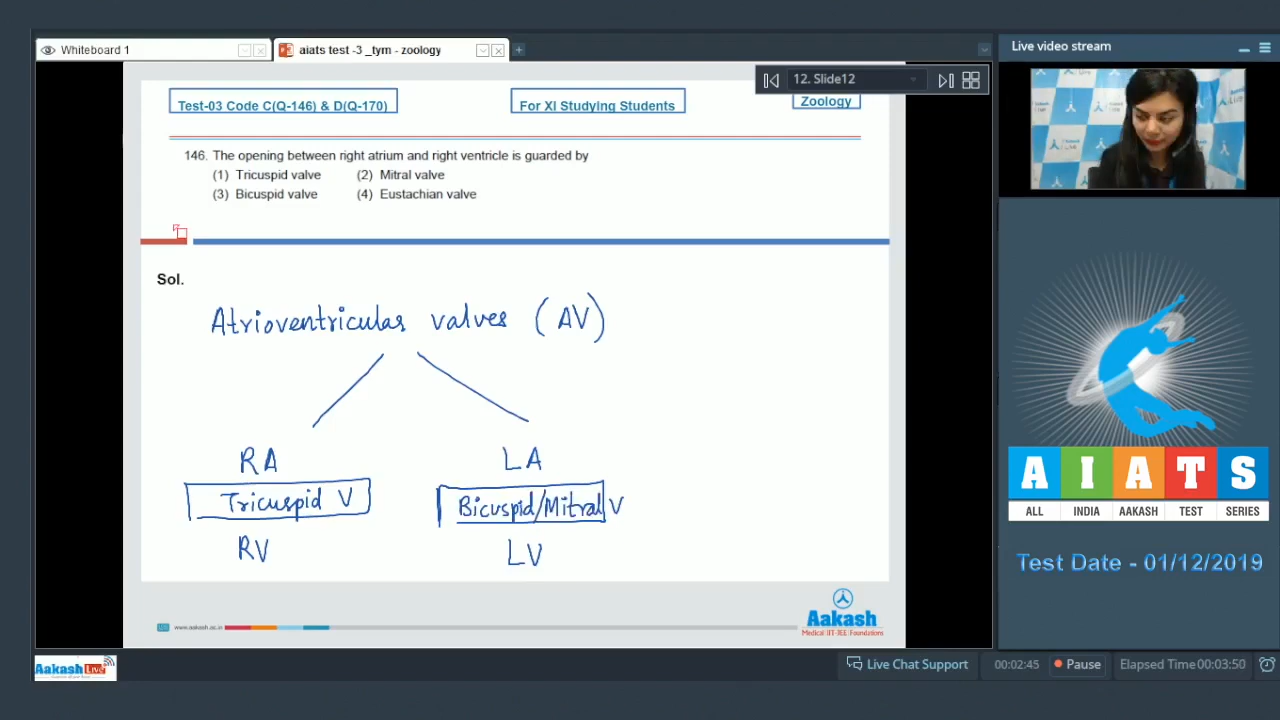 Whiteboard 1
aiats test -3 _tym - zoology
Live video stream
12. Slide12
Test-03 Code C(Q-146) & D(Q-170)
For XI Studying Students
Zoology
146. The opening between right atrium and right ventricle is guarded by
(1) Tricuspid valve (2) Mitral valve
(3) Bicuspid valve (4) Eustachian valve
Sol.
Atrioventricular valves (AV)
RA LA
Tricuspid V Bicuspid/Mitral V
RV LV
Aakash
Medical|IIT-JEE|Foundations
www.aakash.ac.in
A I A T S
ALL INDIA AAKASH TEST SERIES
Test Date - 01/12/2019
Aakash Live
Live Chat Support
00:02:45
Pause
Elapsed Time 00:03:50